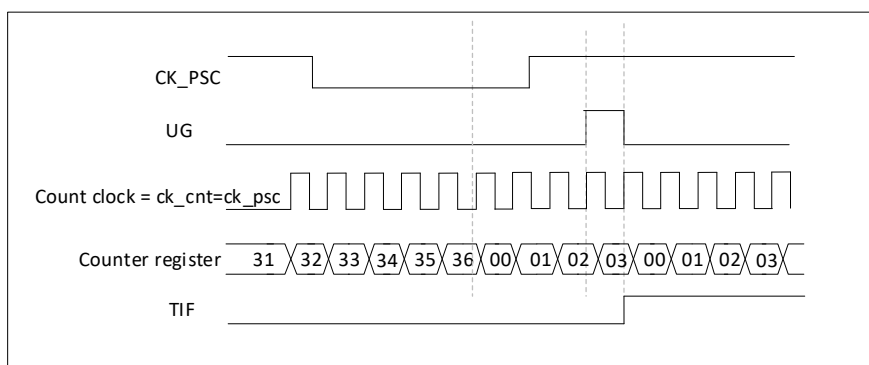 CK_PSC
UG
Count clock = ck_cnt=ck_psc
Counter register 31 32 33 34 35 36 00 01 02 03 00 01 02 03
TIF